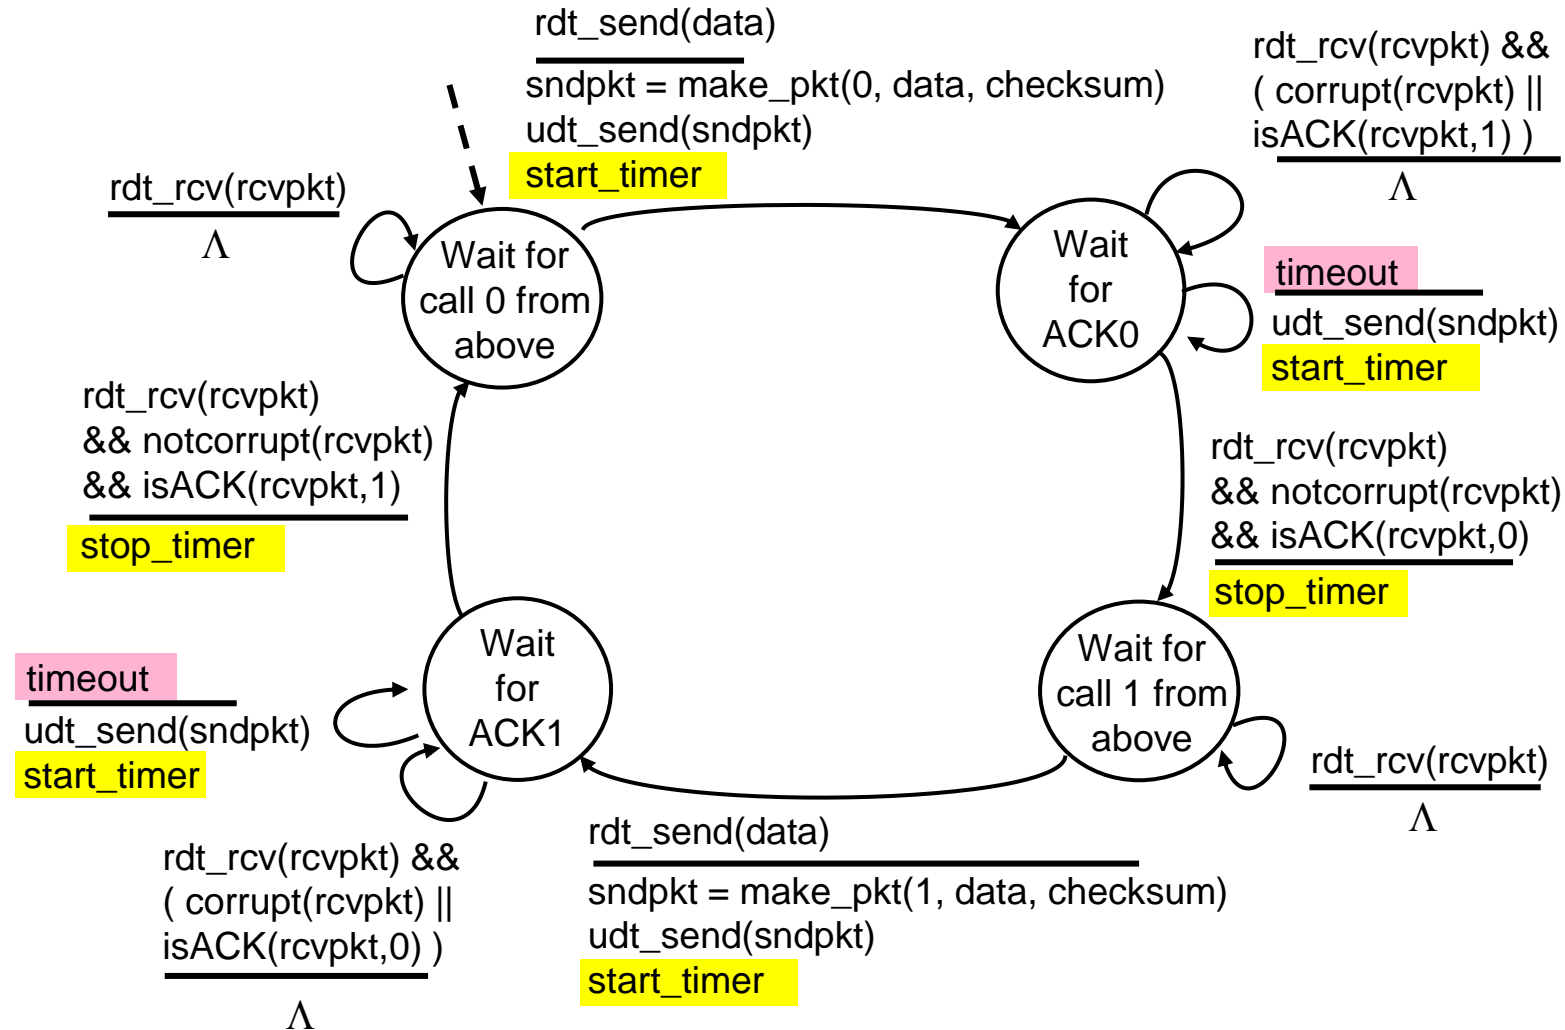 rdt_send(data)
sndpkt = make_pkt(0, data, checksum)
udt_send(sndpkt)
start_timer
rdt_rcv(rcvpkt) &&
( corrupt(rcvpkt) ||
isACK(rcvpkt,1) )
Λ
rdt_rcv(rcvpkt)
Λ
Wait for
call 0 from
above
Wait
for
ACK0
timeout
udt_send(sndpkt)
start_timer
rdt_rcv(rcvpkt)
&& notcorrupt(rcvpkt)
&& isACK(rcvpkt,1)
stop_timer
rdt_rcv(rcvpkt)
&& notcorrupt(rcvpkt)
&& isACK(rcvpkt,0)
stop_timer
timeout
udt_send(sndpkt)
start_timer
Wait
for
ACK1
Wait for
call 1 from
above
rdt_rcv(rcvpkt)
Λ
rdt_rcv(rcvpkt) &&
( corrupt(rcvpkt) ||
isACK(rcvpkt,0) )
Λ
rdt_send(data)
sndpkt = make_pkt(1, data, checksum)
udt_send(sndpkt)
start_timer